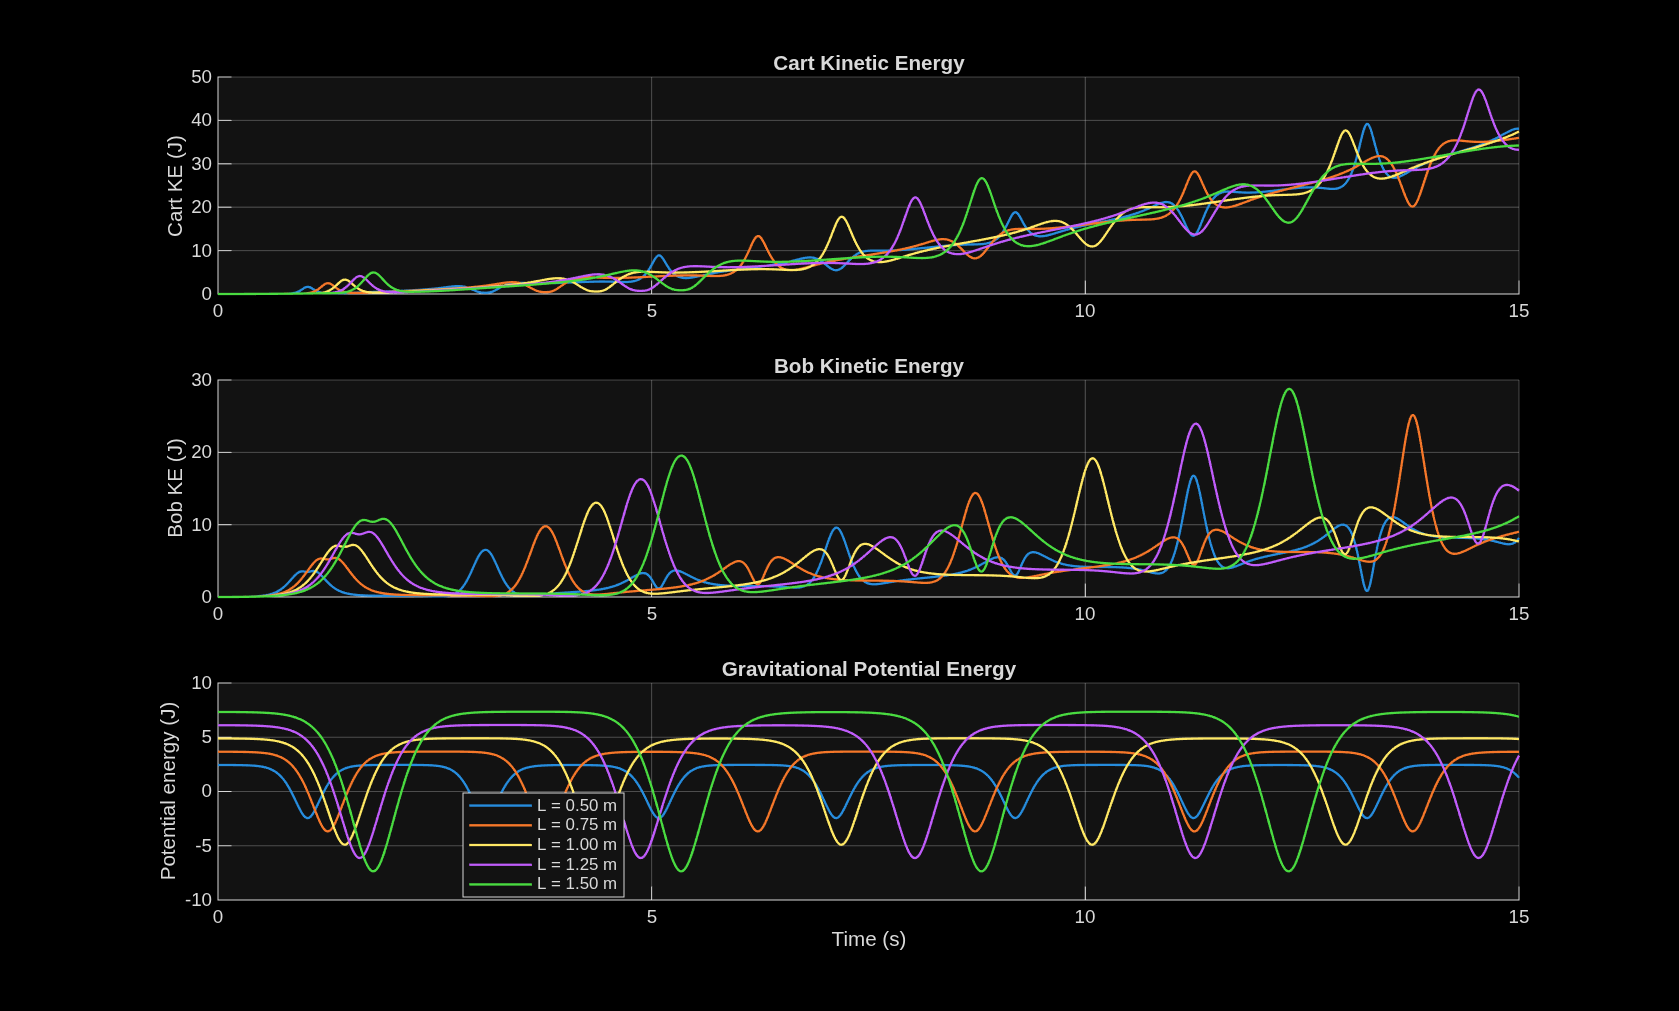 Cart Kinetic Energy
Cart KE (J)
50
40
30
20
10
0
0 5 10 15
Bob Kinetic Energy
Bob KE (J)
30
20
10
0
0 5 10 15
Gravitational Potential Energy
Potential energy (J)
10
5
0
-5
-10
L = 0.50 m
L = 0.75 m
L = 1.00 m
L = 1.25 m
L = 1.50 m
0 5 10 15
Time (s)